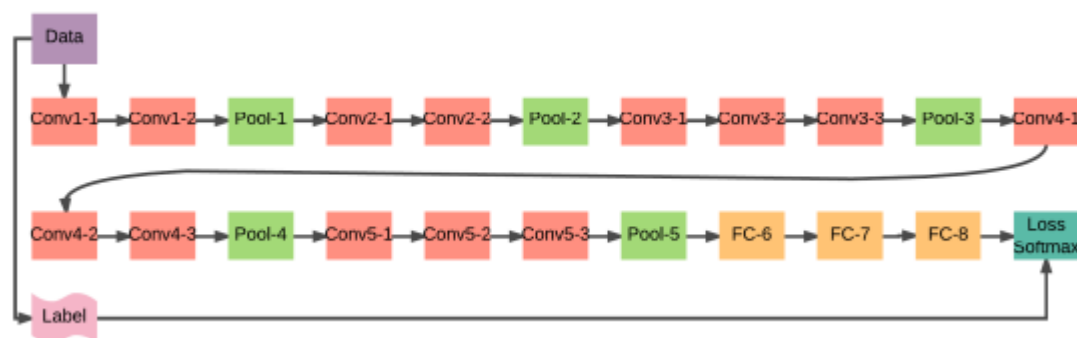 Data
Conv1-1 Conv1-2 Pool-1 Conv2-1 Conv2-2 Pool-2 Conv3-1 Conv3-2 Conv3-3 Pool-3 Conv4-1
Conv4-2 Conv4-3 Pool-4 Conv5-1 Conv5-2 Conv5-3 Pool-5 FC-6 FC-7 FC-8 Loss
Softmax
Label